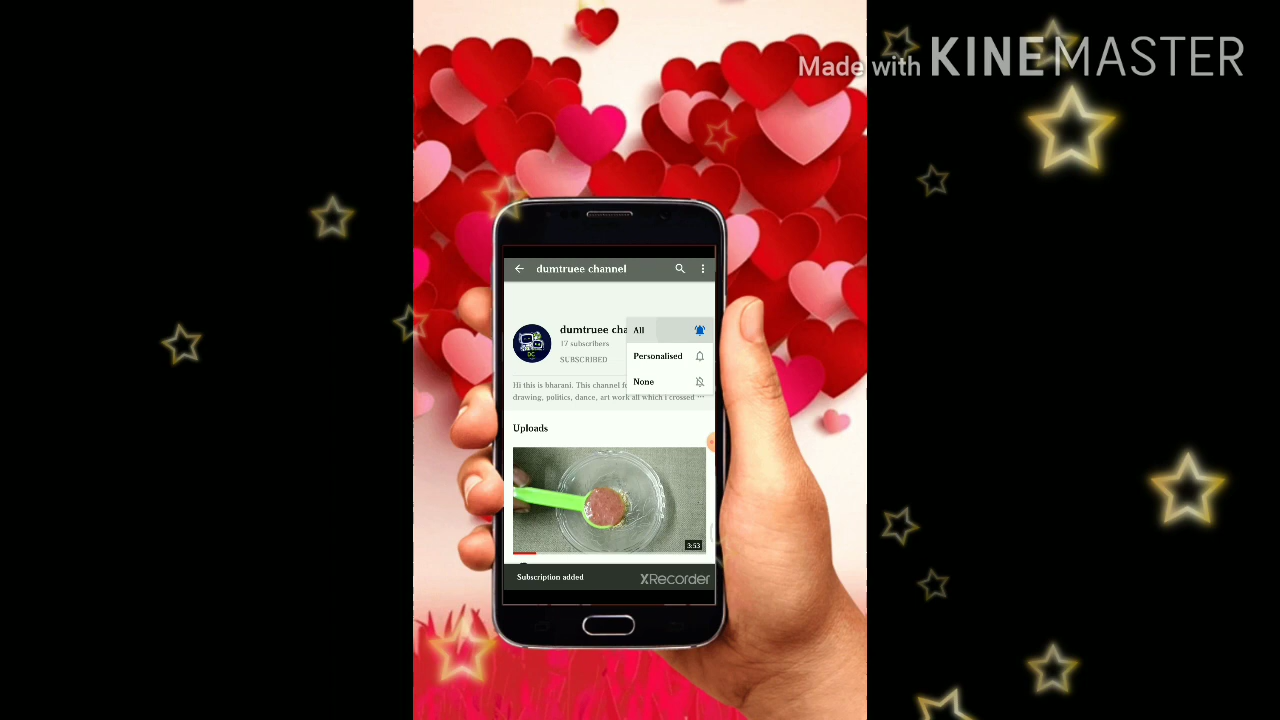 Made with KINEMASTER
dumtruee channel
dumtruee cha
17 subscribers
SUBSCRIBED
All
Personalised
None
Hi this is bharani. This channel f
drawing, politics, dance, art work all which i crossed ...
Uploads
3:53
Subscription added
XRecorder